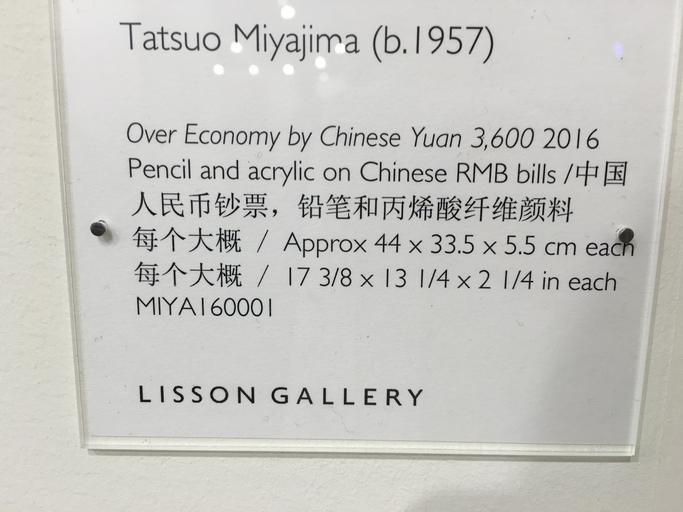 Tatsuo Miyajima (b.1957)
Over Economy by Chinese Yuan 3,600 2016
Pencil and acrylic on Chinese RMB bills /中国
人民币钞票，铅笔和丙烯酸纤维颜料
每个大概 / Approx 44 x 33.5 x 5.5 cm each
每个大概 / 17 3/8 x 13 1/4 x 2 1/4 in each
MIYA160001
LISSON GALLERY